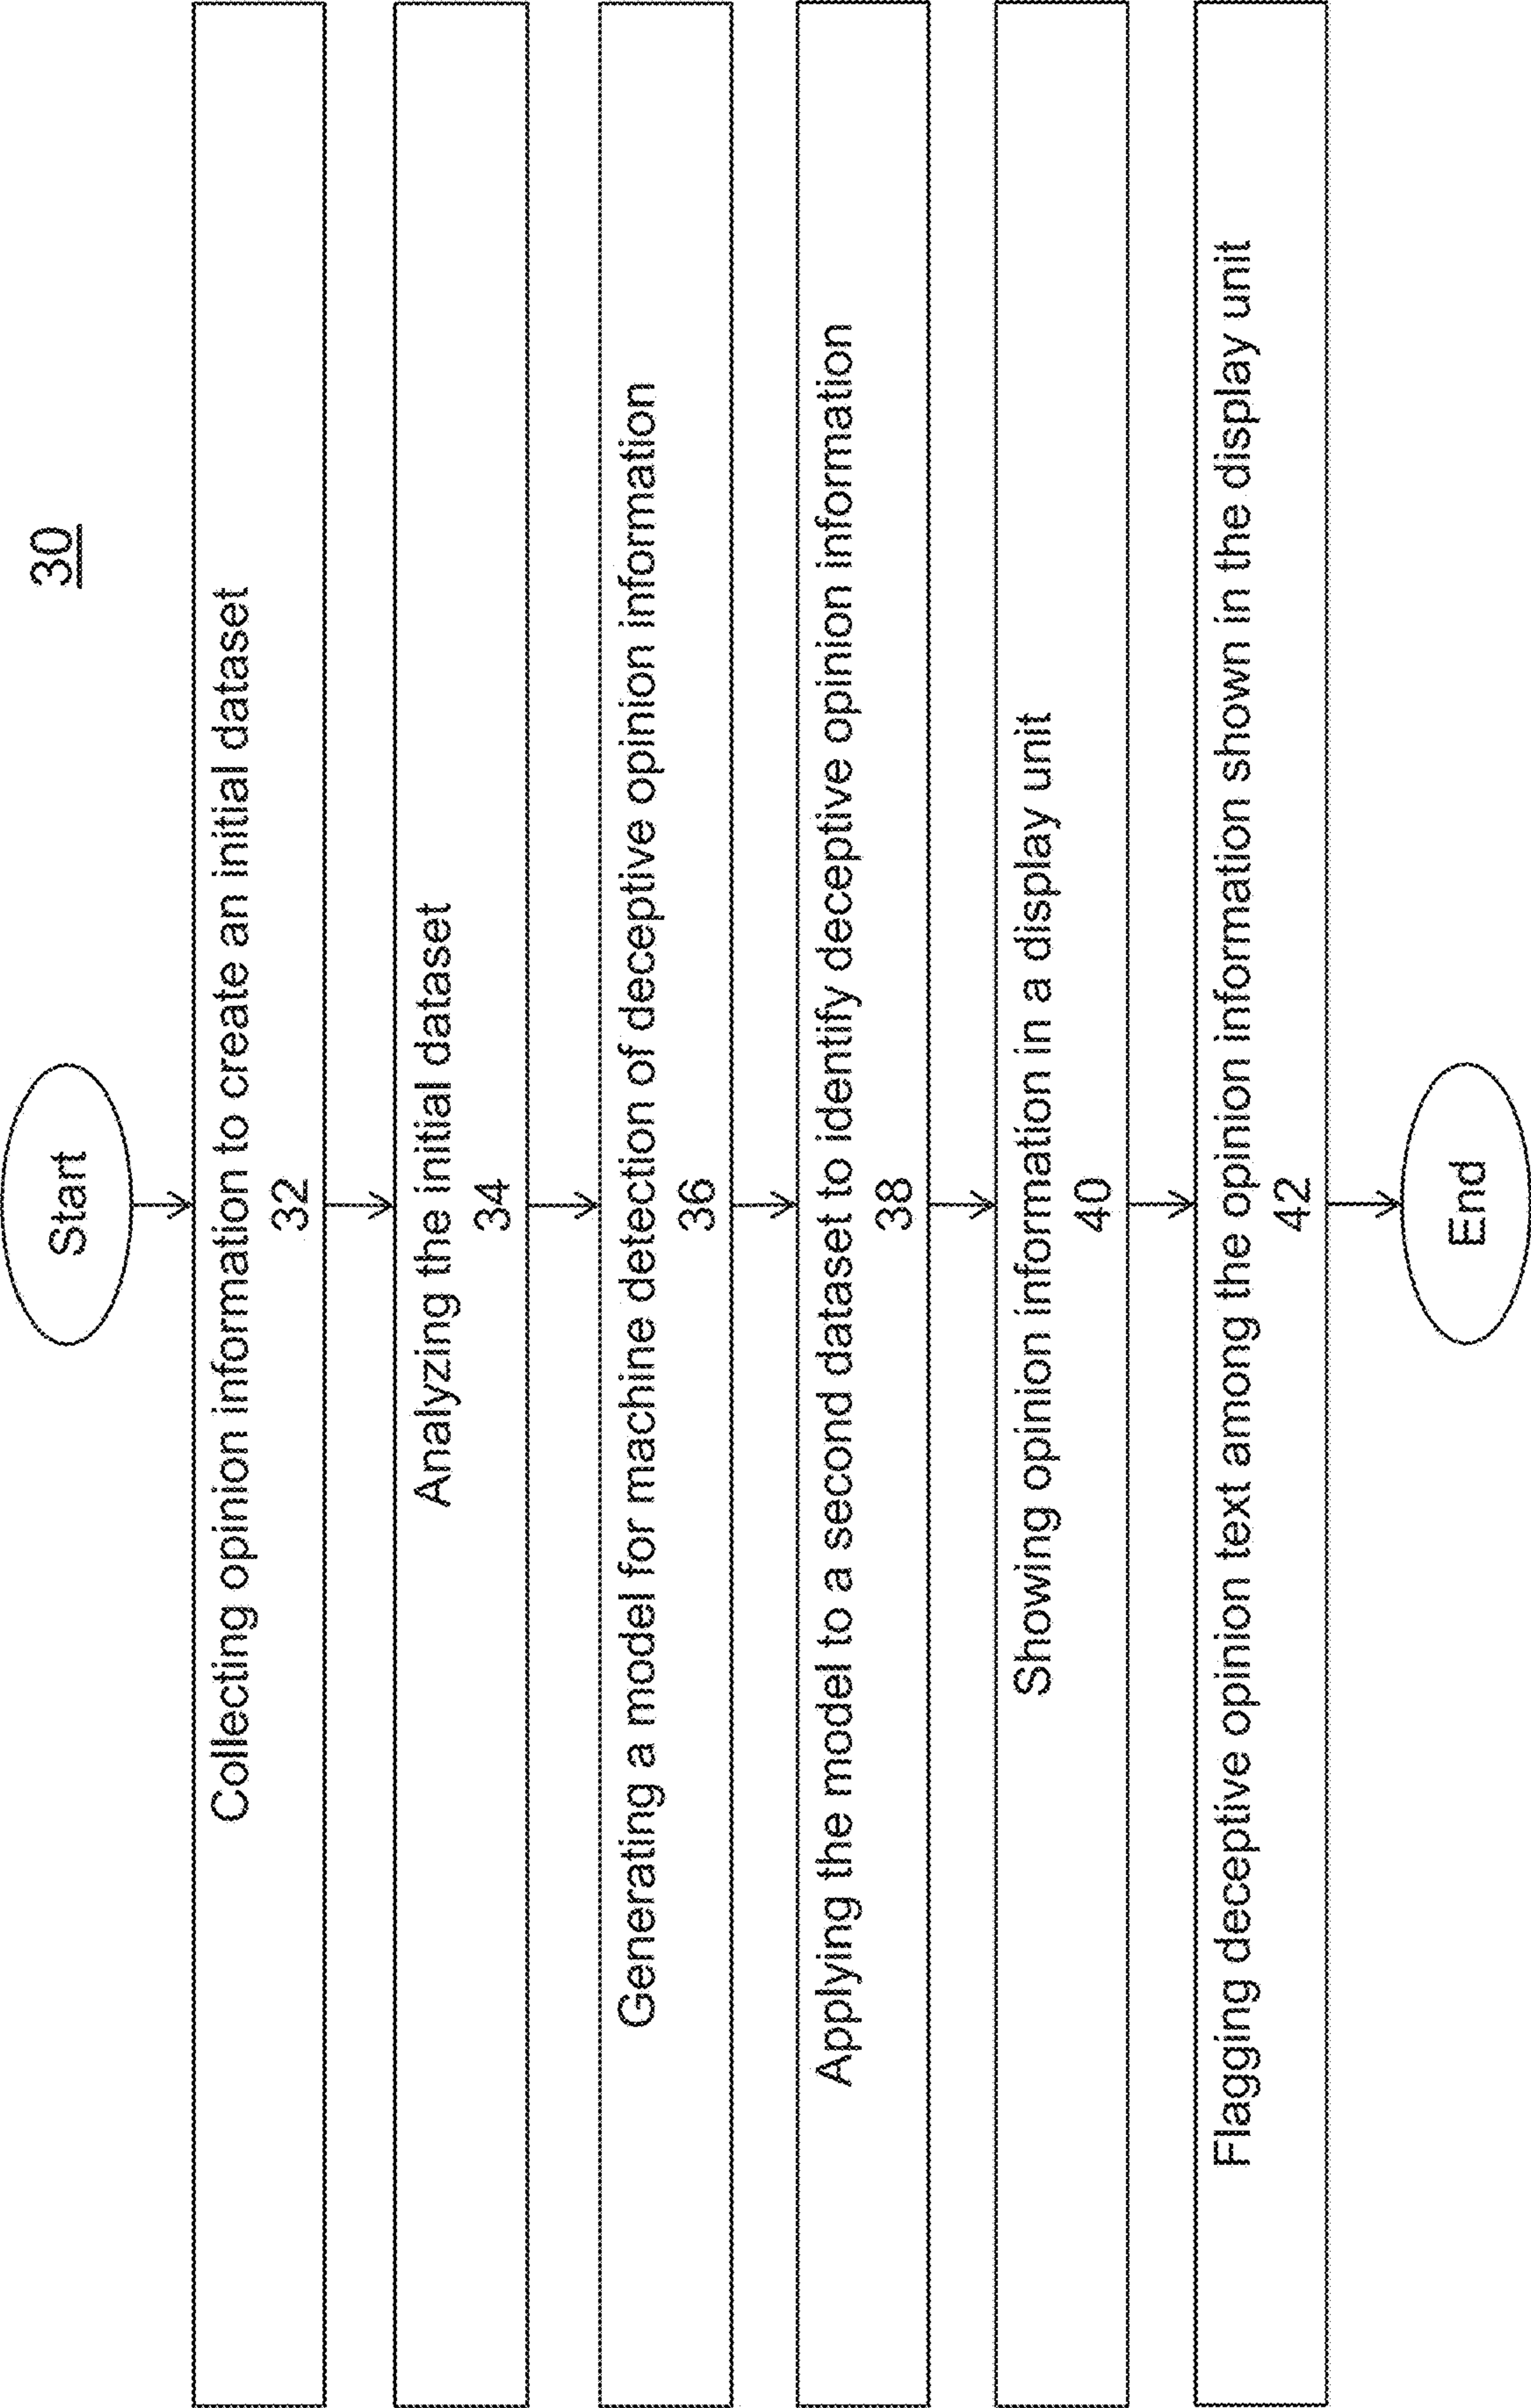 30
Start
Collecting opinion information to create an initial dataset
32
Analyzing the initial dataset
34
Generating a model for machine detection of deceptive opinion information
36
Applying the model to a second dataset to identify deceptive opinion information
38
Showing opinion information in a display unit
40
Flagging deceptive opinion text among the opinion information shown in the display unit
42
End